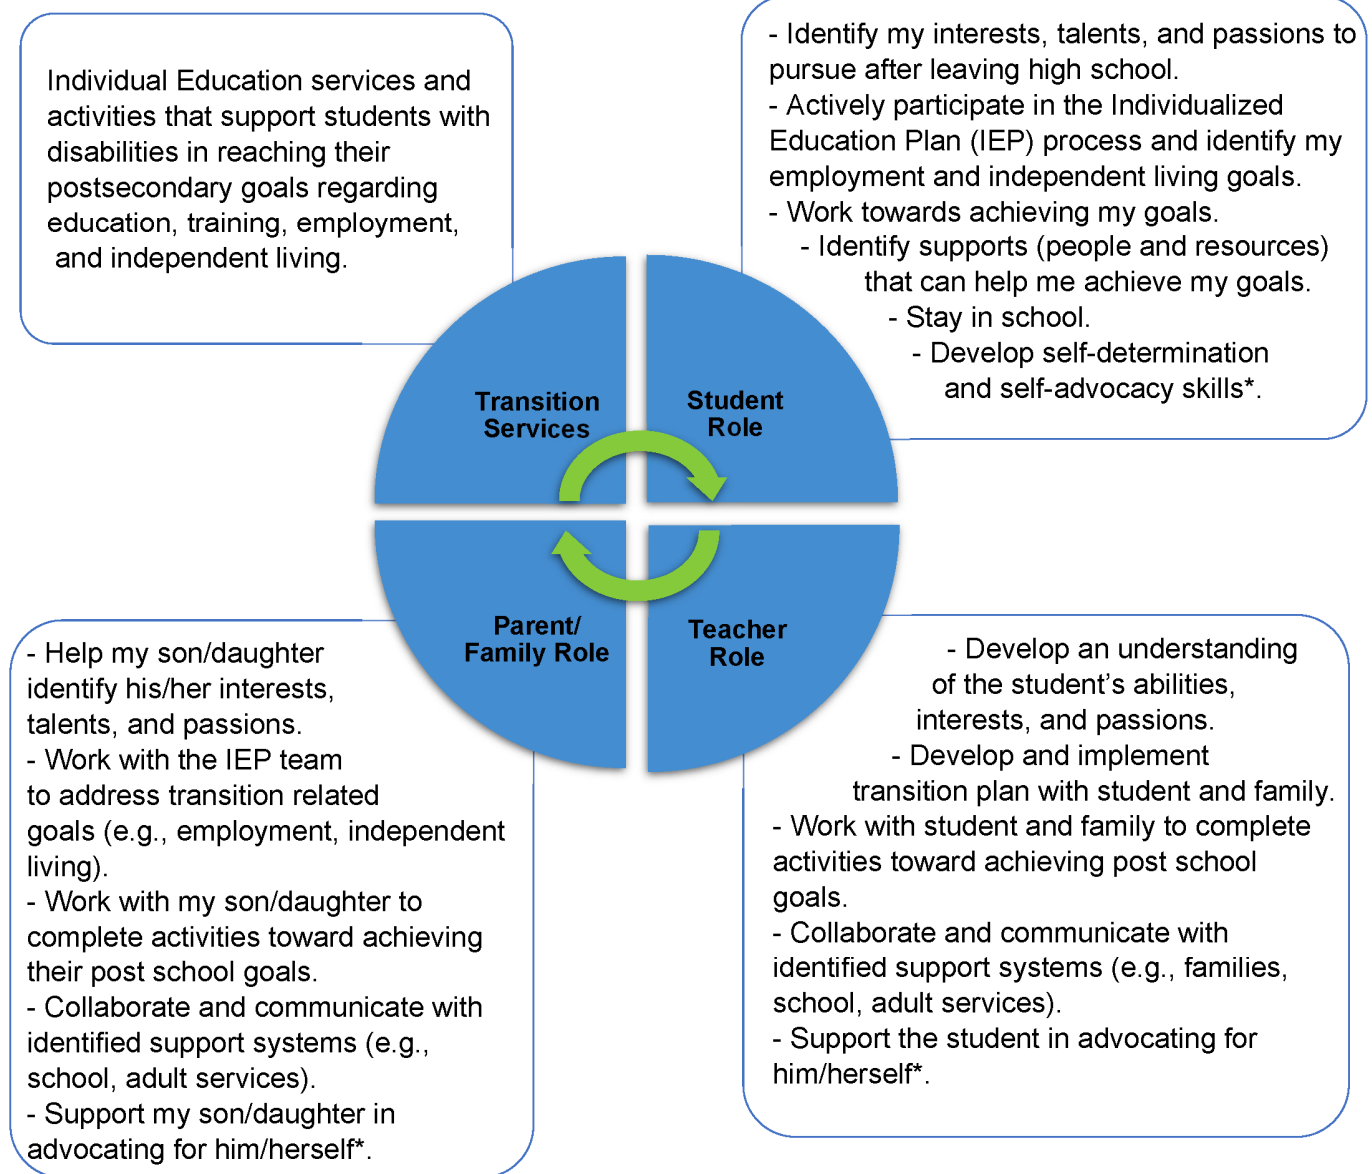 Individual Education services and
activities that support students with
disabilities in reaching their
postsecondary goals regarding
education, training, employment,
and independent living.
- Identify my interests, talents, and passions to
pursue after leaving high school.
- Actively participate in the Individualized
Education Plan (IEP) process and identify my
employment and independent living goals.
- Work towards achieving my goals.
- Identify supports (people and resources)
that can help me achieve my goals.
- Stay in school.
- Develop self-determination
and self-advocacy skills*.
Transition
Services
Student
Role
Parent/
Family Role
Teacher
Role
- Help my son/daughter
identify his/her interests,
talents, and passions.
- Work with the IEP team
to address transition related
goals (e.g., employment, independent
living).
- Work with my son/daughter to
complete activities toward achieving
their post school goals.
- Collaborate and communicate with
identified support systems (e.g.,
school, adult services).
- Support my son/daughter in
advocating for him/herself*.
- Develop an understanding
of the student’s abilities,
interests, and passions.
- Develop and implement
transition plan with student and family.
- Work with student and family to complete
activities toward achieving post school
goals.
- Collaborate and communicate with
identified support systems (e.g., families,
school, adult services).
- Support the student in advocating for
him/herself*.